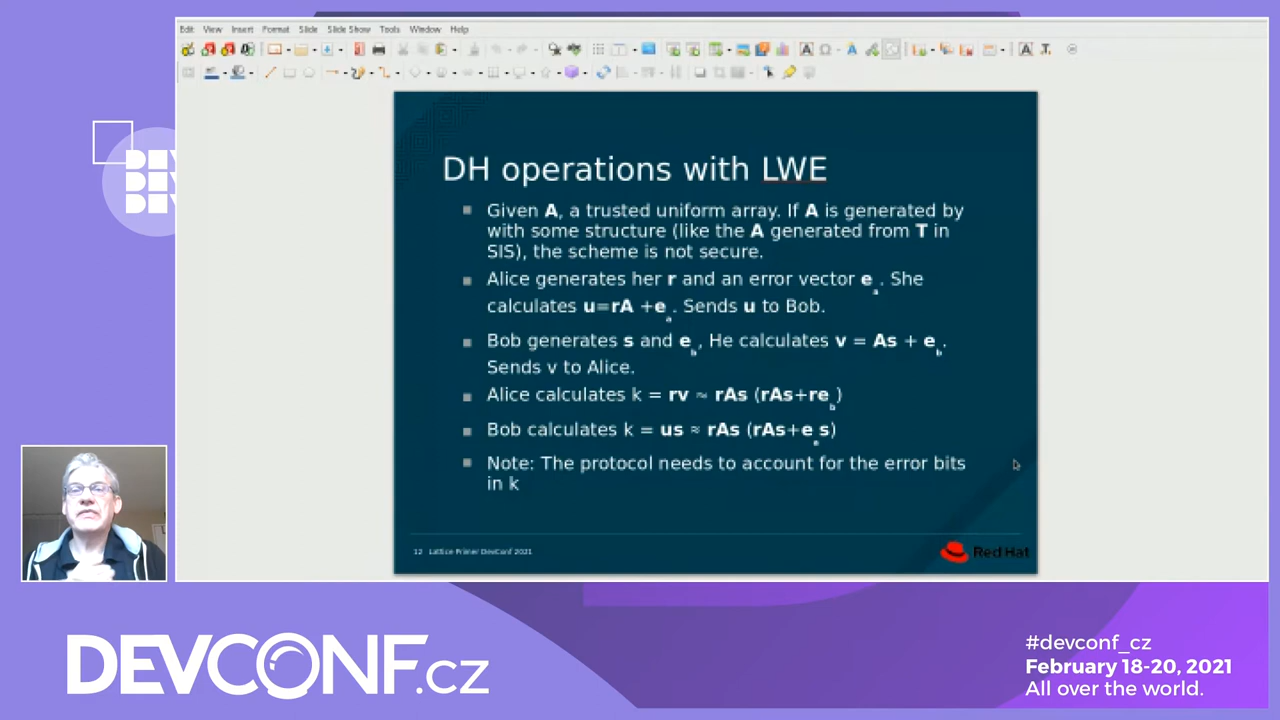 Edit View Insert Format Slide Slide Show Tools Window Help
DH operations with LWE
Given A, a trusted uniform array. If A is generated by
with some structure (like the A generated from T in
SIS), the scheme is not secure.
Alice generates her r and an error vector e a. She
calculates u=rA +e a. Sends u to Bob.
Bob generates s and e b, He calculates v = As + e b.
Sends v to Alice.
Alice calculates k = rv ≈ rAs (rAs+re b)
Bob calculates k = us ≈ rAs (rAs+e a s)
Note: The protocol needs to account for the error bits
in k
12 Lattice Primer DevConf 2021
Red Hat
DEVCONF.cz
#devconf_cz
February 18-20, 2021
All over the world.